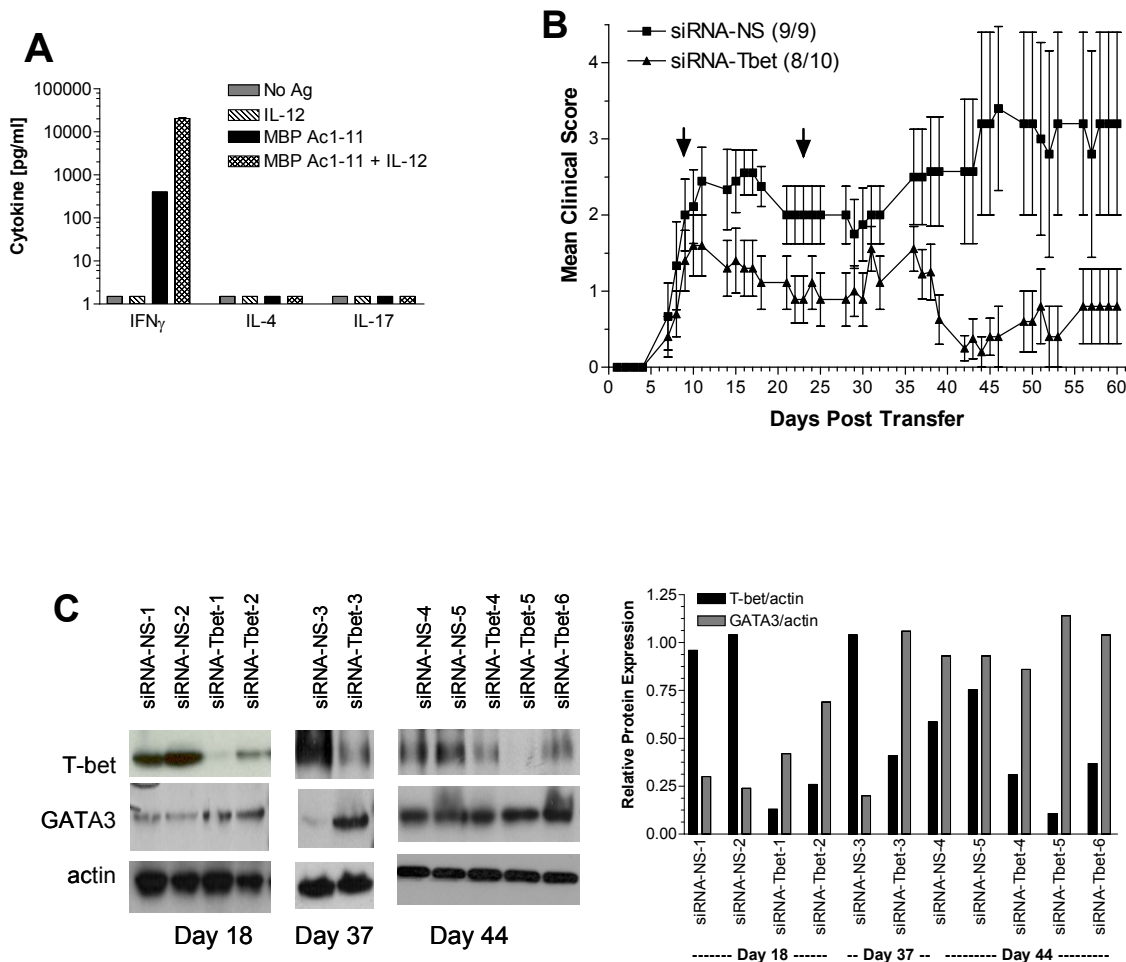 A
Cytokine [pg/ml]
100000
10000
1000
100
10
1
No Ag
IL-12
MBP Ac1-11
MBP Ac1-11 + IL-12
IFNγ
IL-4
IL-17
B
siRNA-NS (9/9)
siRNA-Tbet (8/10)
Mean Clinical Score
4
3
2
1
0
0 5 10 15 20 25 30 35 40 45 50 55 60
Days Post Transfer
C
siRNA-NS-1
siRNA-NS-2
siRNA-Tbet-1
siRNA-Tbet-2
siRNA-NS-3
siRNA-Tbet-3
siRNA-NS-4
siRNA-NS-5
siRNA-Tbet-4
siRNA-Tbet-5
siRNA-Tbet-6
T-bet
GATA3
actin
Day 18
Day 37
Day 44
Relative Protein Expression
1.25
1.00
0.75
0.50
0.25
0.00
T-bet/actin
GATA3/actin
siRNA-NS-1
siRNA-NS-2
siRNA-Tbet-1
siRNA-Tbet-2
siRNA-NS-3
siRNA-Tbet-3
siRNA-NS-4
siRNA-NS-5
siRNA-Tbet-4
siRNA-Tbet-5
siRNA-Tbet-6
------- Day 18 ------
-- Day 37 --
--------- Day 44 ---------